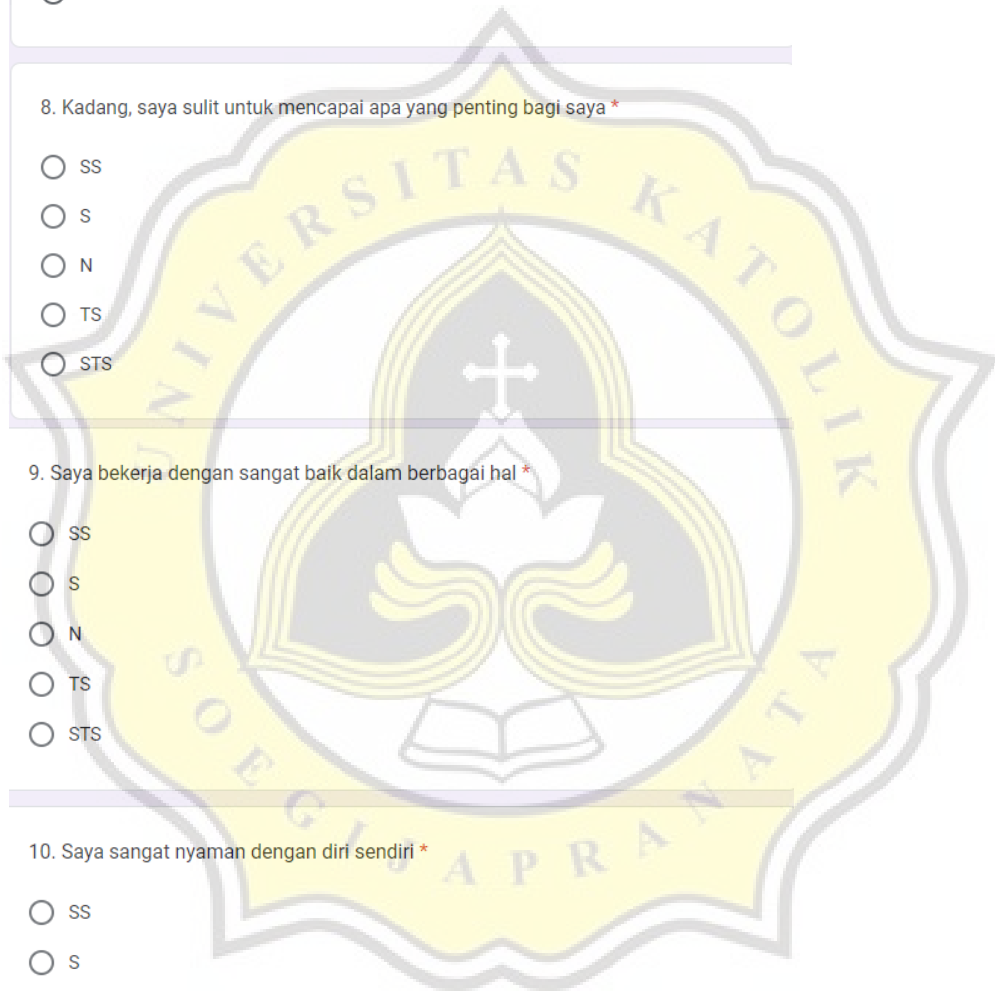 8. Kadang, saya sulit untuk mencapai apa yang penting bagi saya *
SS
S
N
TS
STS
9. Saya bekerja dengan sangat baik dalam berbagai hal *
SS
S
N
TS
STS
10. Saya sangat nyaman dengan diri sendiri *
SS
S
UNIVERSITAS KATOLIK
SOEGIJAPRANATA